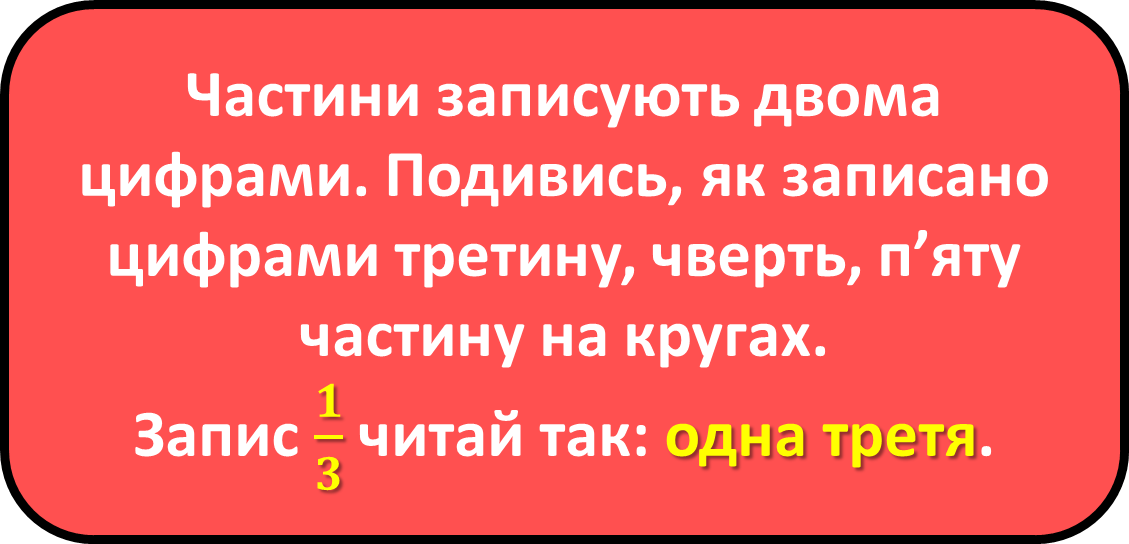 Частини записують двома
цифрами. Подивись, як записано
цифрами третину, чверть, п’яту
частину на кругах.
Запис 1/3 читай так: одна третя.